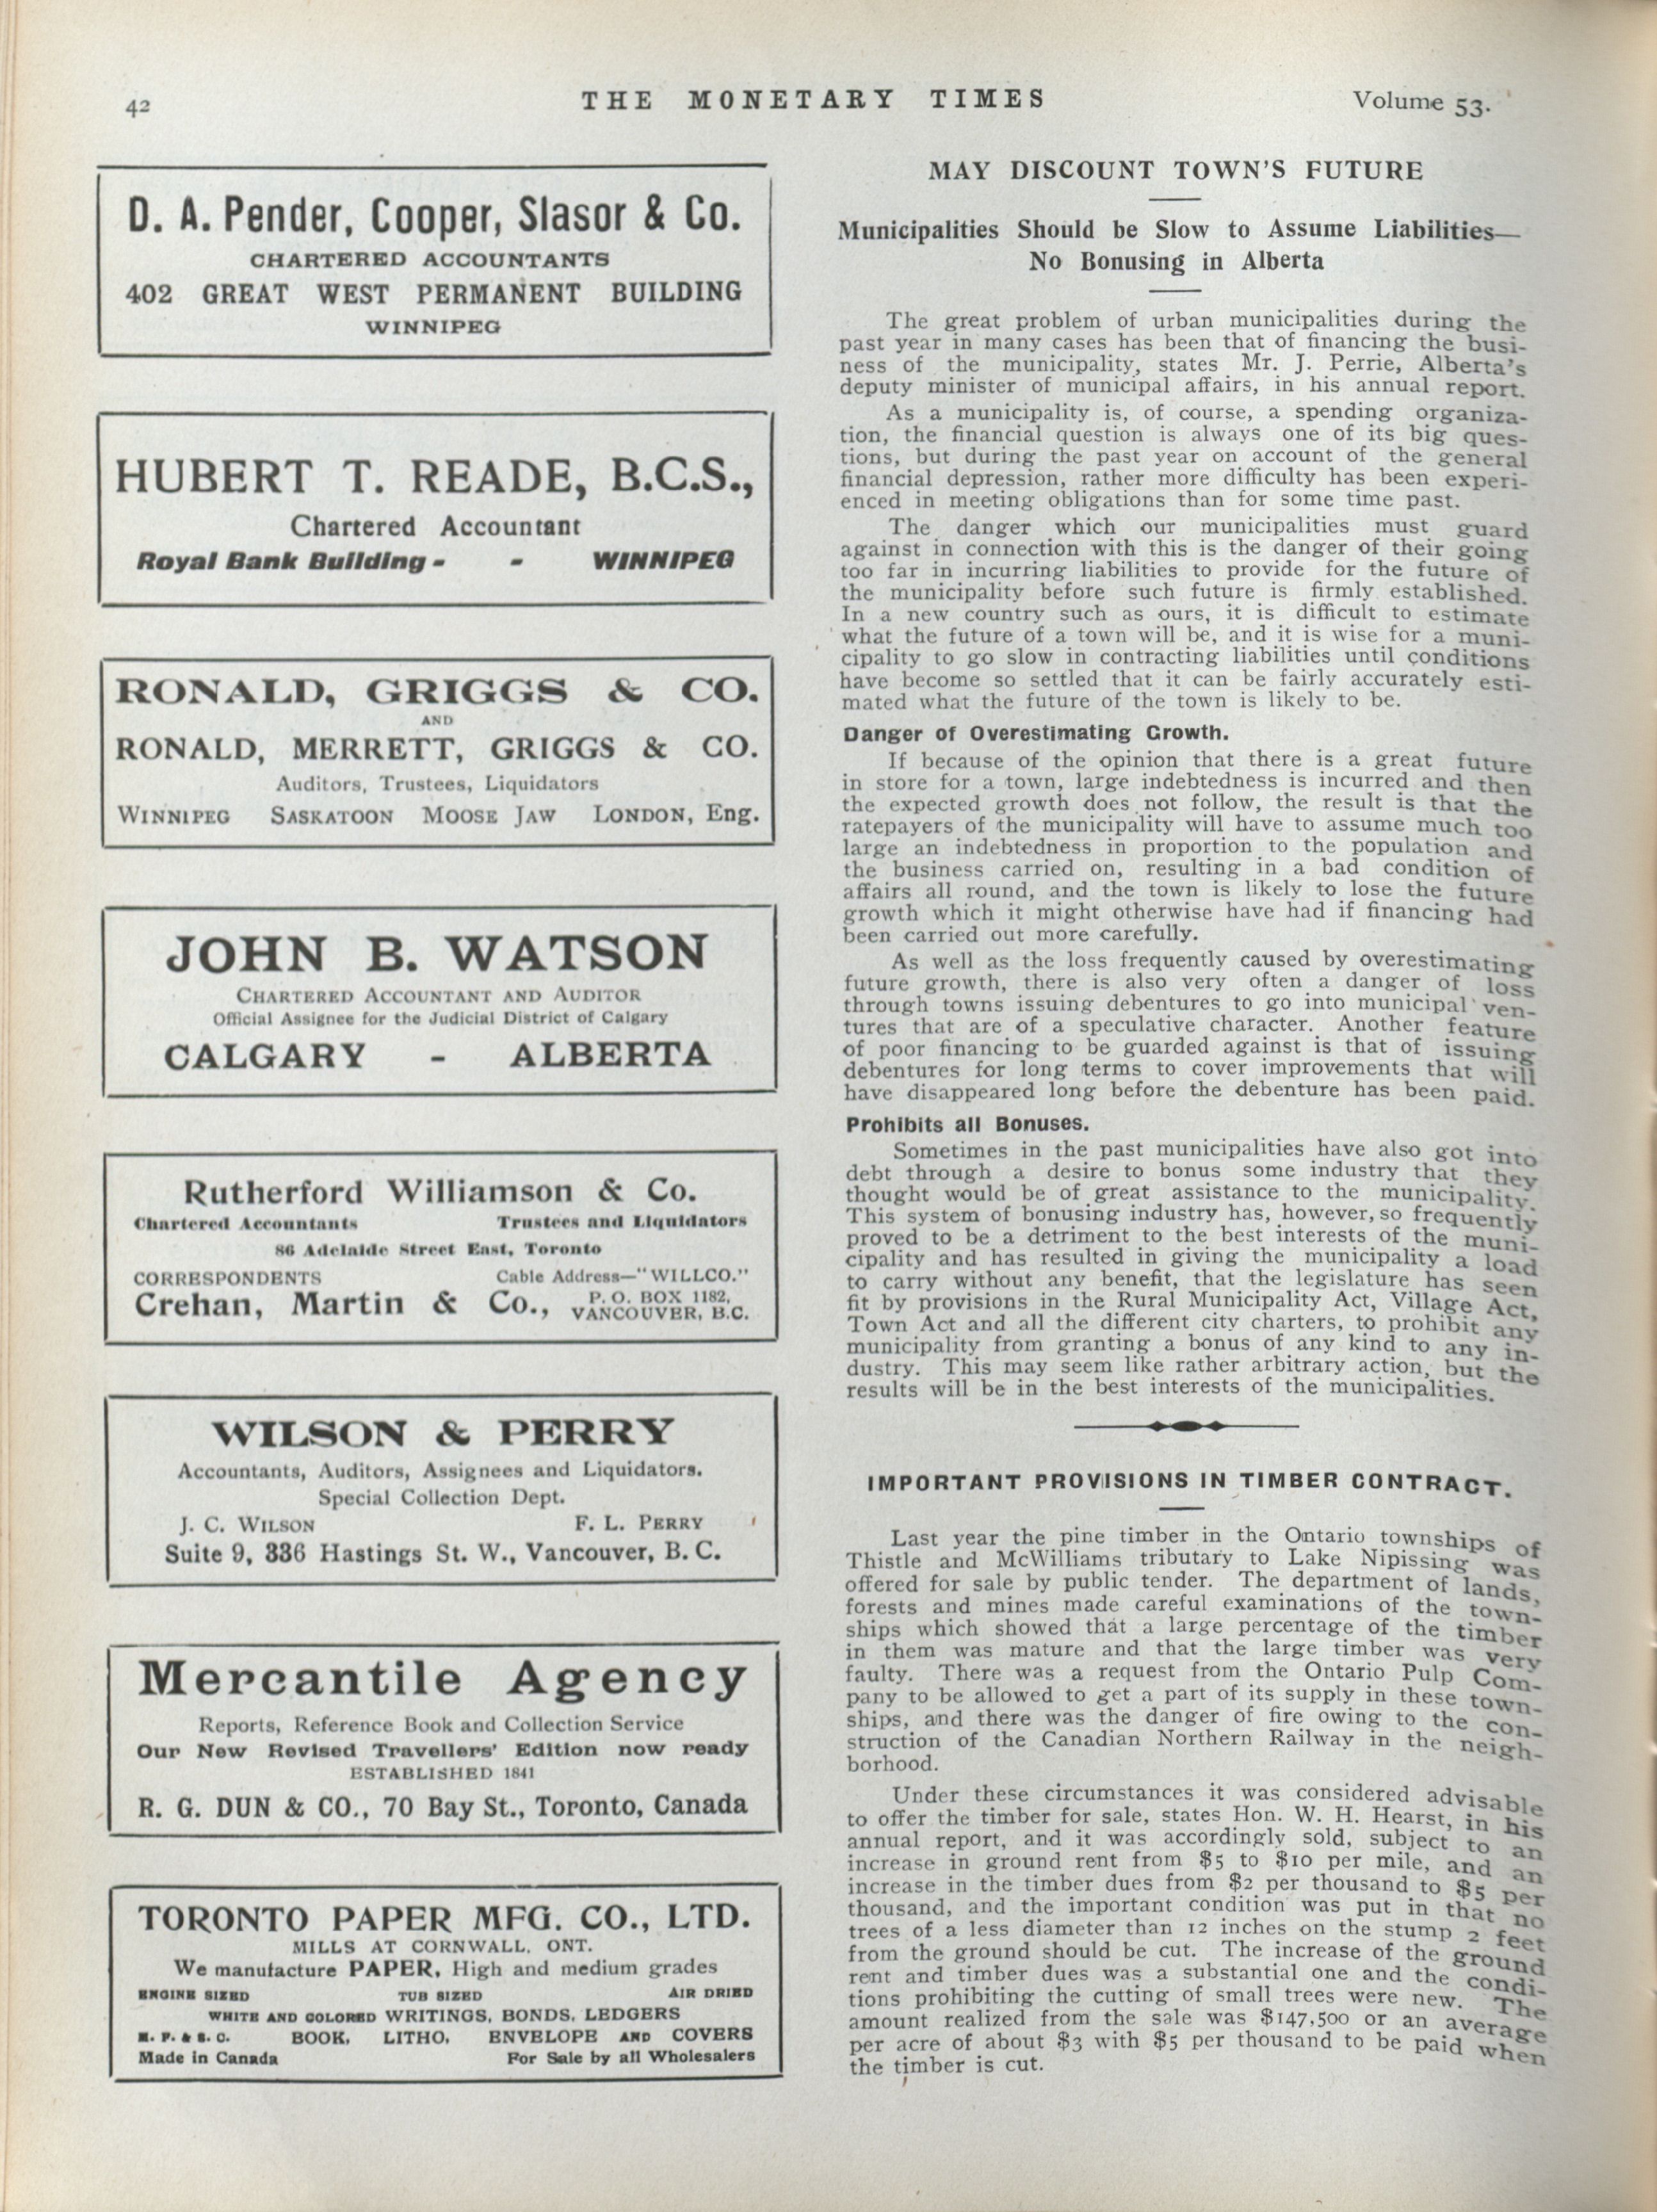 42
THE MONETARY TIMES
Volume 53.
D. A. Pender, Cooper, Slasor & Co.
CHARTERED ACCOUNTANTS
402 GREAT WEST PERMANENT BUILDING
WINNIPEG
HUBERT T. READE, B.C.S.,
Chartered Accountant
Royal Bank Building - - WINNIPEG
RONALD, GRIGGS & CO.
AND
RONALD, MERRETT, GRIGGS & CO.
Auditors, Trustees, Liquidators
WINNIPEG SASKATOON MOOSE JAW LONDON, Eng.
JOHN B. WATSON
CHARTERED ACCOUNTANT AND AUDITOR
Official Assignee for the Judicial District of Calgary
CALGARY - ALBERTA
Rutherford Williamson & Co.
Chartered Accountants Trustees and Liquidators
86 Adelaide Street East, Toronto
CORRESPONDENTS Cable Address—"WILLCO."
Crehan, Martin & Co., P. O. BOX 1182,
VANCOUVER, B.C.
WILSON & PERRY
Accountants, Auditors, Assignees and Liquidators.
Special Collection Dept.
J. C. WILSON F. L. PERRY
Suite 9, 336 Hastings St. W., Vancouver, B. C.
Mercantile Agency
Reports, Reference Book and Collection Service
Our New Revised Travellers' Edition now ready
ESTABLISHED 1841
R. G. DUN & CO., 70 Bay St., Toronto, Canada
TORONTO PAPER MFG. CO., LTD.
MILLS AT CORNWALL, ONT.
We manufacture PAPER, High and medium grades
ENGINE SIZED TUB SIZED AIR DRIED
WHITE AND COLORED WRITINGS, BONDS, LEDGERS
M. F. & S. C. BOOK, LITHO, ENVELOPE AND COVERS
Made in Canada For Sale by all Wholesalers
MAY DISCOUNT TOWN'S FUTURE
Municipalities Should be Slow to Assume Liabilities—
No Bonusing in Alberta
The great problem of urban municipalities during the
past year in many cases has been that of financing the busi-
ness of the municipality, states Mr. J. Perrie, Alberta's
deputy minister of municipal affairs, in his annual report.
As a municipality is, of course, a spending organiza-
tion, the financial question is always one of its big ques-
tions, but during the past year on account of the general
financial depression, rather more difficulty has been experi-
enced in meeting obligations than for some time past.
The danger which our municipalities must guard
against in connection with this is the danger of their going
too far in incurring liabilities to provide for the future of
the municipality before such future is firmly established.
In a new country such as ours, it is difficult to estimate
what the future of a town will be, and it is wise for a muni-
cipality to go slow in contracting liabilities until conditions
have become so settled that it can be fairly accurately esti-
mated what the future of the town is likely to be.
Danger of Overestimating Growth.
If because of the opinion that there is a great future
in store for a town, large indebtedness is incurred and then
the expected growth does not follow, the result is that the
ratepayers of the municipality will have to assume much too
large an indebtedness in proportion to the population and
the business carried on, resulting in a bad condition of
affairs all round, and the town is likely to lose the future
growth which it might otherwise have had if financing had
been carried out more carefully.
As well as the loss frequently caused by overestimating
future growth, there is also very often a danger of loss
through towns issuing debentures to go into municipal ven-
tures that are of a speculative character. Another feature
of poor financing to be guarded against is that of issuing
debentures for long terms to cover improvements that will
have disappeared long before the debenture has been paid.
Prohibits all Bonuses.
Sometimes in the past municipalities have also got into
debt through a desire to bonus some industry that they
thought would be of great assistance to the municipality.
This system of bonusing industry has, however, so frequently
proved to be a detriment to the best interests of the muni-
cipality and has resulted in giving the municipality a load
to carry without any benefit, that the legislature has seen
fit by provisions in the Rural Municipality Act, Village Act,
Town Act and all the different city charters, to prohibit any
municipality from granting a bonus of any kind to any in-
dustry. This may seem like rather arbitrary action, but the
results will be in the best interests of the municipalities.
IMPORTANT PROVISIONS IN TIMBER CONTRACT.
Last year the pine timber in the Ontario townships of
Thistle and McWilliams tributary to Lake Nipissing was
offered for sale by public tender. The department of lands,
forests and mines made careful examinations of the town-
ships which showed that a large percentage of the timber
in them was mature and that the large timber was very
faulty. There was a request from the Ontario Pulp Com-
pany to be allowed to get a part of its supply in these town-
ships, and there was the danger of fire owing to the con-
struction of the Canadian Northern Railway in the neigh-
borhood.
Under these circumstances it was considered advisable
to offer the timber for sale, states Hon. W. H. Hearst, in his
annual report, and it was accordingly sold, subject to an
increase in ground rent from $5 to $10 per mile, and an
increase in the timber dues from $2 per thousand to $5 per
thousand, and the important condition was put in that no
trees of a less diameter than 12 inches on the stump 2 feet
from the ground should be cut. The increase of the ground
rent and timber dues was a substantial one and the condi-
tions prohibiting the cutting of small trees were new. The
amount realized from the sale was $147,500 or an average
per acre of about $3 with $5 per thousand to be paid when
the timber is cut.